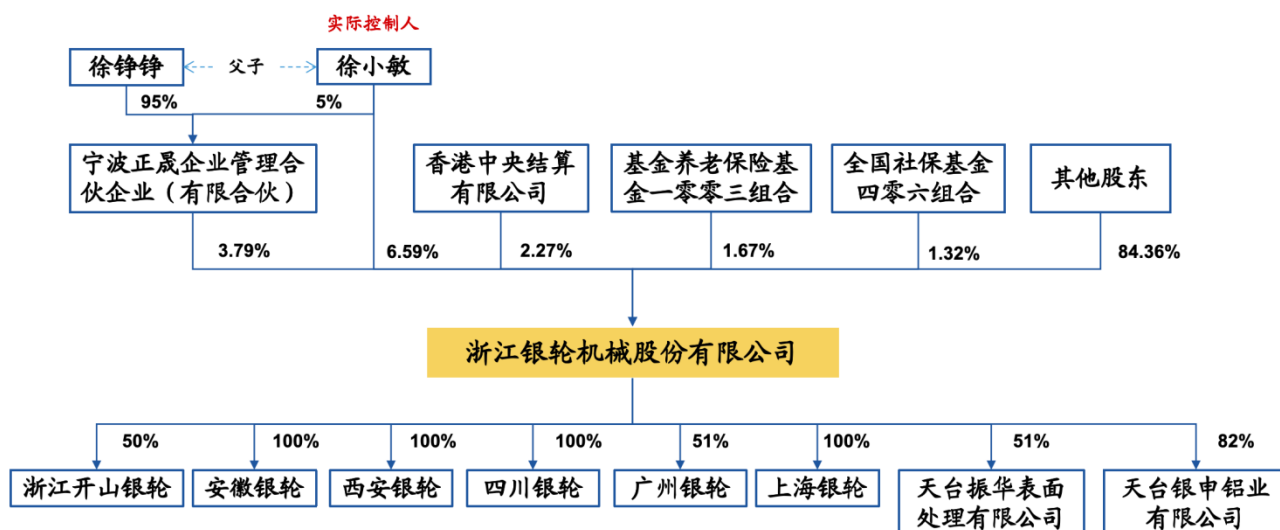 实际控制人
徐铮铮
父子
徐小敏
95%
5%
宁波正晟企业管理合
伙企业（有限合伙）
香港中央结算
有限公司
基金养老保险基
金一零零三组合
全国社保基金
四零六组合
其他股东
3.79%
6.59%
2.27%
1.67%
1.32%
84.36%
浙江银轮机械股份有限公司
50%
100%
100%
100%
51%
100%
51%
82%
浙江开山银轮
安徽银轮
西安银轮
四川银轮
广州银轮
上海银轮
天台振华表面
处理有限公司
天台银申铝业
有限公司